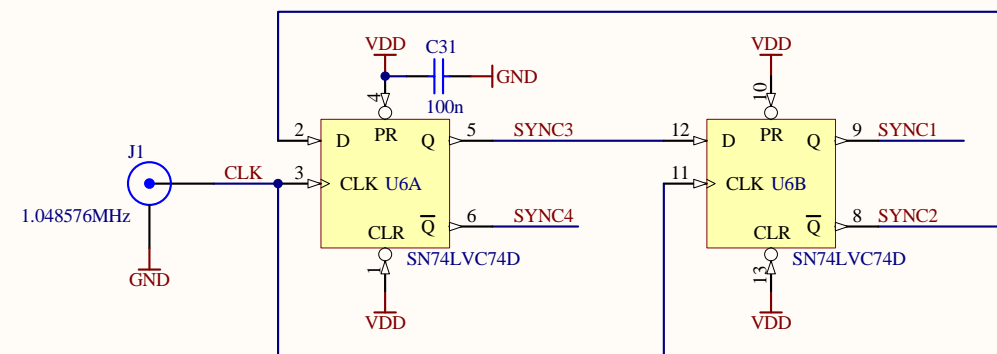 VDD
C31
GND
100n
VDD
4
10
2
D
PR
Q
5
SYNC3
12
D
PR
Q
9
SYNC1
J1
CLK
3
CLK
U6A
11
CLK
U6B
1.048576MHz
CLR
Q
6
SYNC4
CLR
Q
8
SYNC2
GND
1
SN74LVC74D
13
SN74LVC74D
VDD
VDD